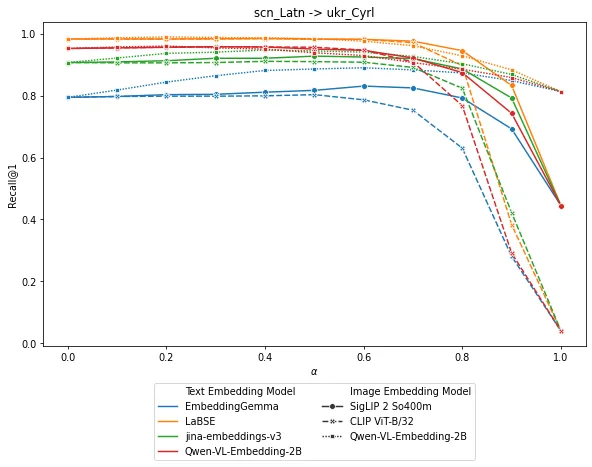 scn_Latn -> ukr_Cyrl
1.0
0.8
0.6
0.4
0.2
0.0
Recall@1
0.0 0.2 0.4 0.6 0.8 1.0
α
Text Embedding Model
EmbeddingGemma
LaBSE
jina-embeddings-v3
Qwen-VL-Embedding-2B
Image Embedding Model
SigLIP 2 So400m
CLIP ViT-B/32
Qwen-VL-Embedding-2B